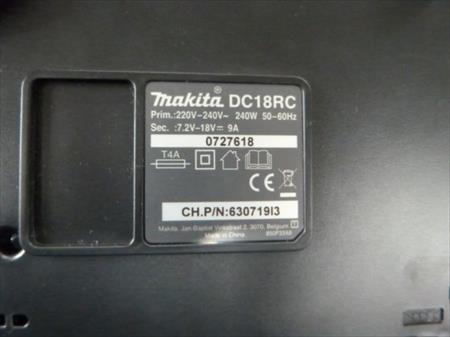 makita® DC18RC
Prim.:220V-240V~ 240W 50-60Hz
Sec. :7.2V-18V⎓ 9A
0727618
T4A
CE
CH.P/N:630719I3
Makita, Jan-Baptist Vinkstraat 2, 3070, Belgium
Made in China